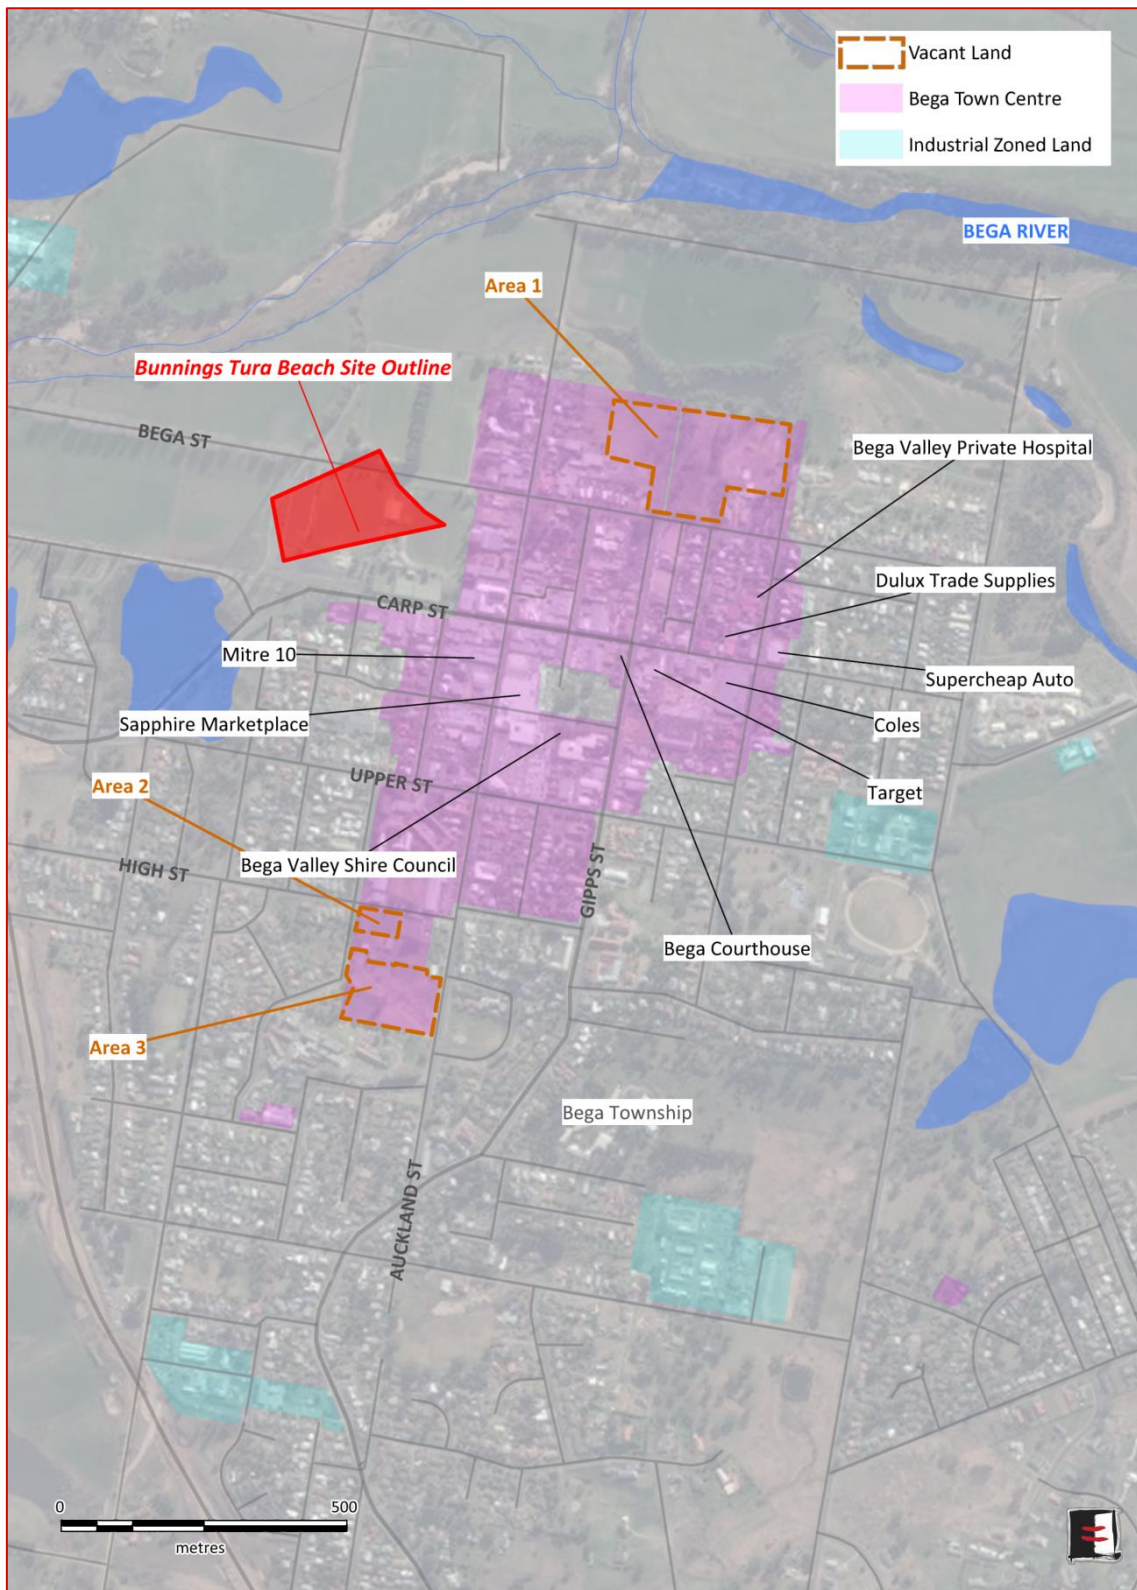 Vacant Land
Bega Town Centre
Industrial Zoned Land
BEGA RIVER
Area 1
Bunnings Tura Beach Site Outline
BEGA ST
Bega Valley Private Hospital
Dulux Trade Supplies
CARP ST
Mitre 10
Supercheap Auto
Sapphire Marketplace
Coles
UPPER ST
Area 2
Target
Bega Valley Shire Council
HIGH ST
GIPPS ST
Bega Courthouse
Area 3
Bega Township
AUCKLAND ST
0 500
metres